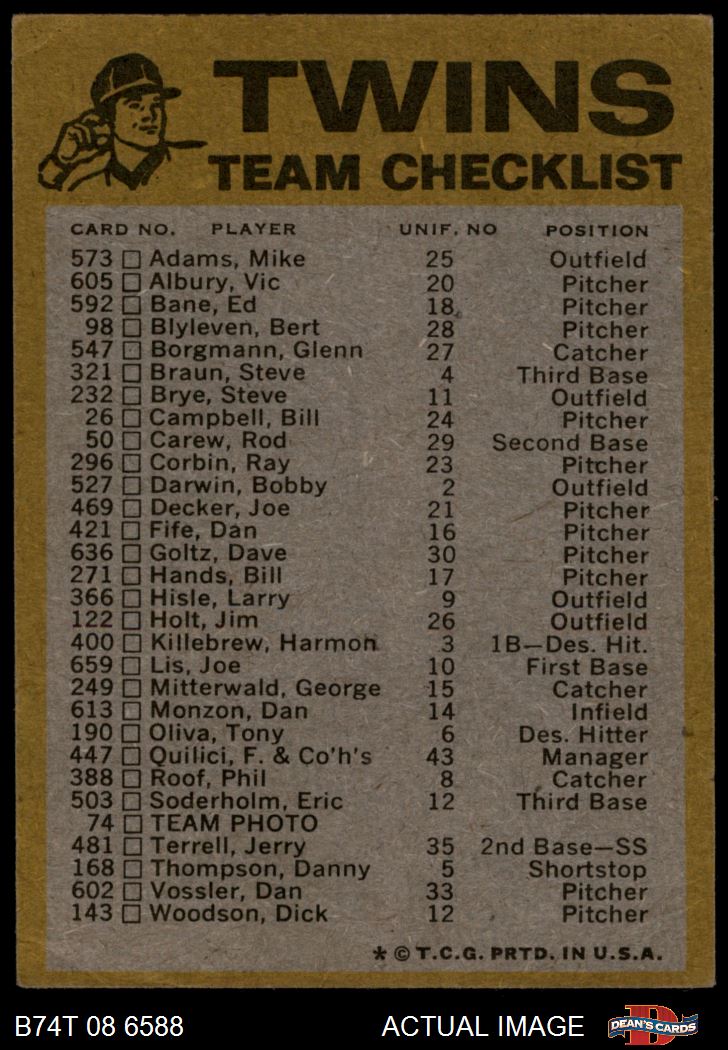 TWINS
TEAM CHECKLIST
CARD NO. PLAYER UNIF. NO POSITION
573 Adams, Mike 25 Outfield
605 Albury, Vic 20 Pitcher
592 Bane, Ed 18 Pitcher
98 Blyleven, Bert 28 Pitcher
547 Borgmann, Glenn 27 Catcher
321 Braun, Steve 4 Third Base
232 Brye, Steve 11 Outfield
26 Campbell, Bill 24 Pitcher
50 Carew, Rod 29 Second Base
296 Corbin, Ray 23 Pitcher
527 Darwin, Bobby 2 Outfield
469 Decker, Joe 21 Pitcher
421 Fife, Dan 16 Pitcher
636 Goltz, Dave 30 Pitcher
271 Hands, Bill 17 Pitcher
366 Hisle, Larry 9 Outfield
122 Holt, Jim 26 Outfield
400 Killebrew, Harmon 3 1B—Des. Hit.
659 Lis, Joe 10 First Base
249 Mitterwald, George 15 Catcher
613 Monzon, Dan 14 Infield
190 Oliva, Tony 6 Des. Hitter
447 Quilici, F. & Co'h's 43 Manager
388 Roof, Phil 8 Catcher
503 Soderholm, Eric 12 Third Base
74 TEAM PHOTO
481 Terrell, Jerry 35 2nd Base—SS
168 Thompson, Danny 5 Shortstop
602 Vossler, Dan 33 Pitcher
143 Woodson, Dick 12 Pitcher
* © T.C.G. PRTD. IN U.S.A.
B74T 08 6588 ACTUAL IMAGE D DEAN'S CARDS